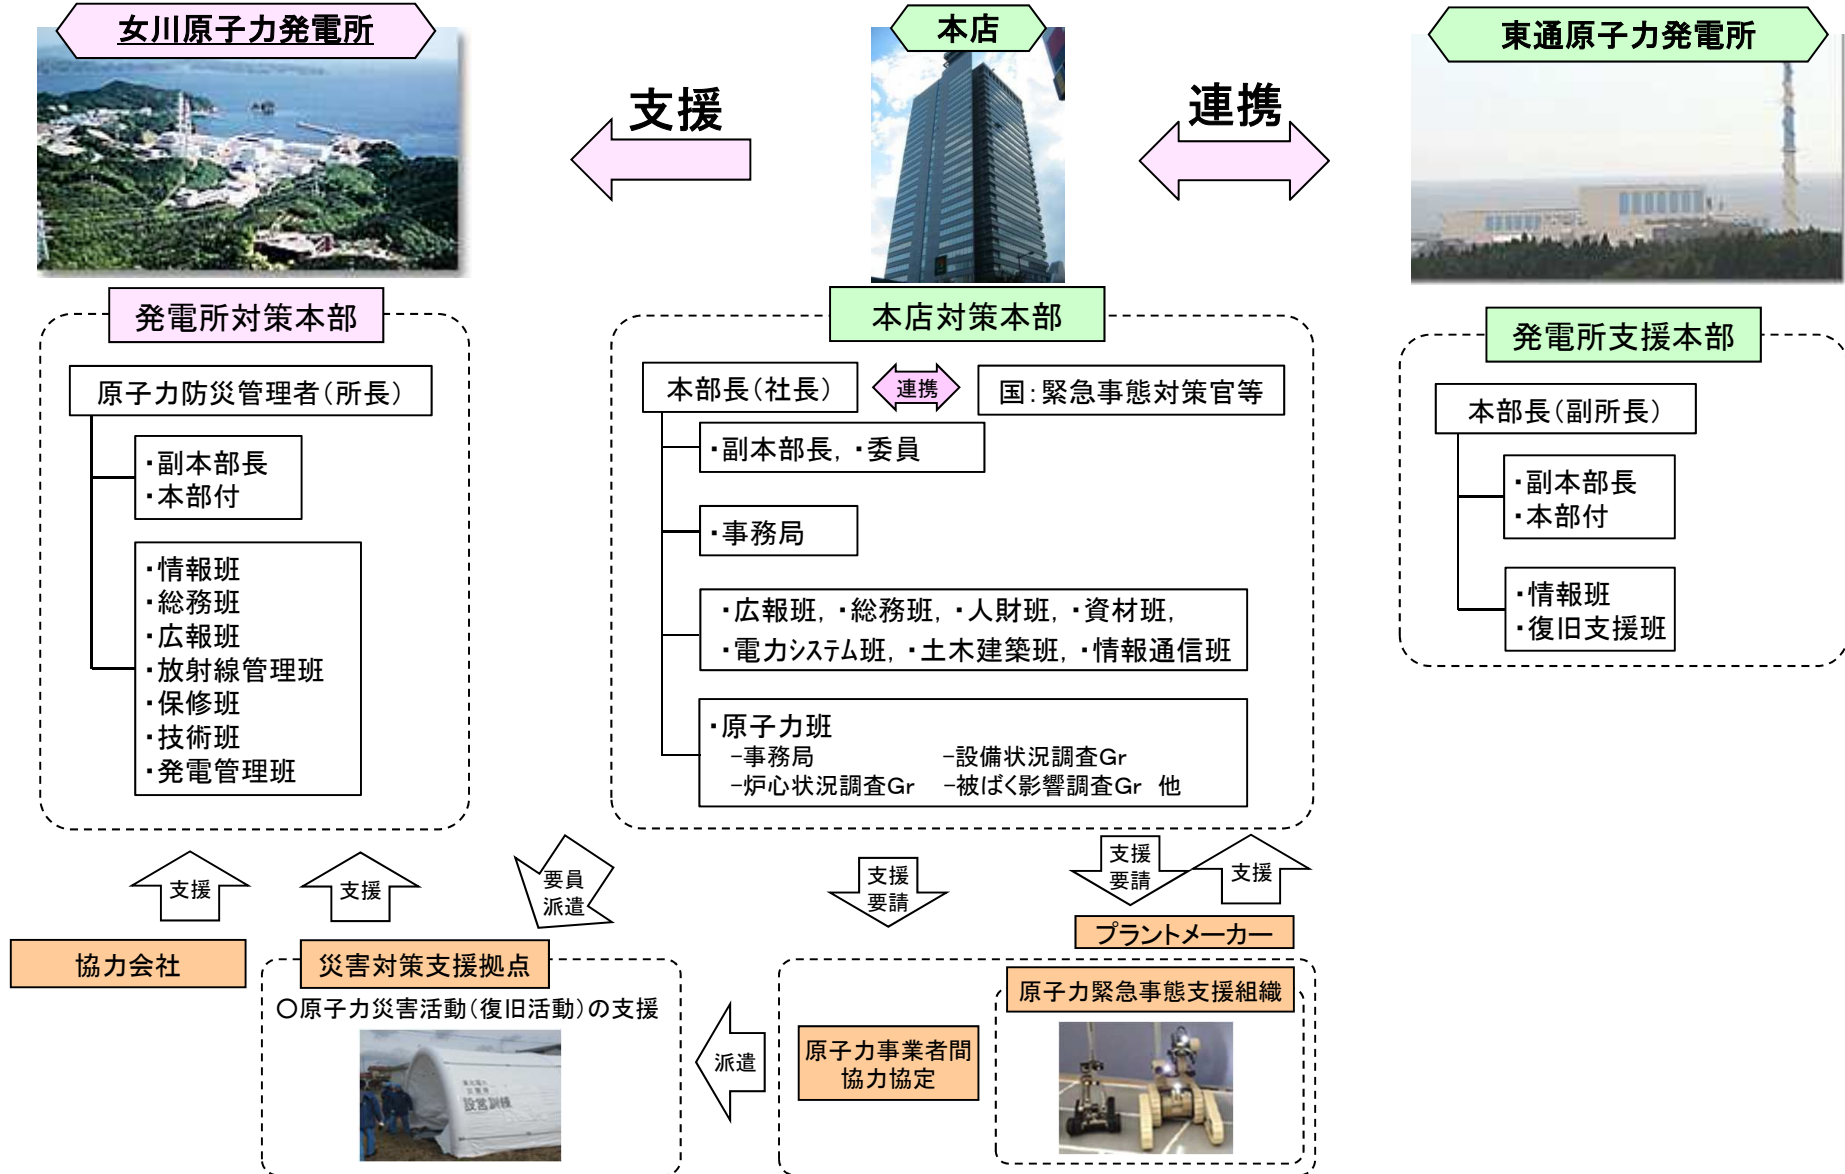 女川原子力発電所
本店
東通原子力発電所
支援
連携
発電所対策本部
原子力防災管理者(所長)
・副本部長
・本部付
・情報班
・総務班
・広報班
・放射線管理班
・保修班
・技術班
・発電管理班
本店対策本部
本部長(社長)
連携
国:緊急事態対策官等
・副本部長, ・委員
・事務局
・広報班, ・総務班, ・人財班, ・資材班,
・電力システム班, ・土木建築班, ・情報通信班
・原子力班
-事務局 -設備状況調査Gr
-炉心状況調査Gr -被ばく影響調査Gr 他
発電所支援本部
本部長(副所長)
・副本部長
・本部付
・情報班
・復旧支援班
支援
支援
要員
派遣
支援
要請
支援
要請
支援
協力会社
災害対策支援拠点
○原子力災害活動(復旧活動)の支援
設営訓練
派遣
プラントメーカー
原子力緊急事態支援組織
原子力事業者間
協力協定